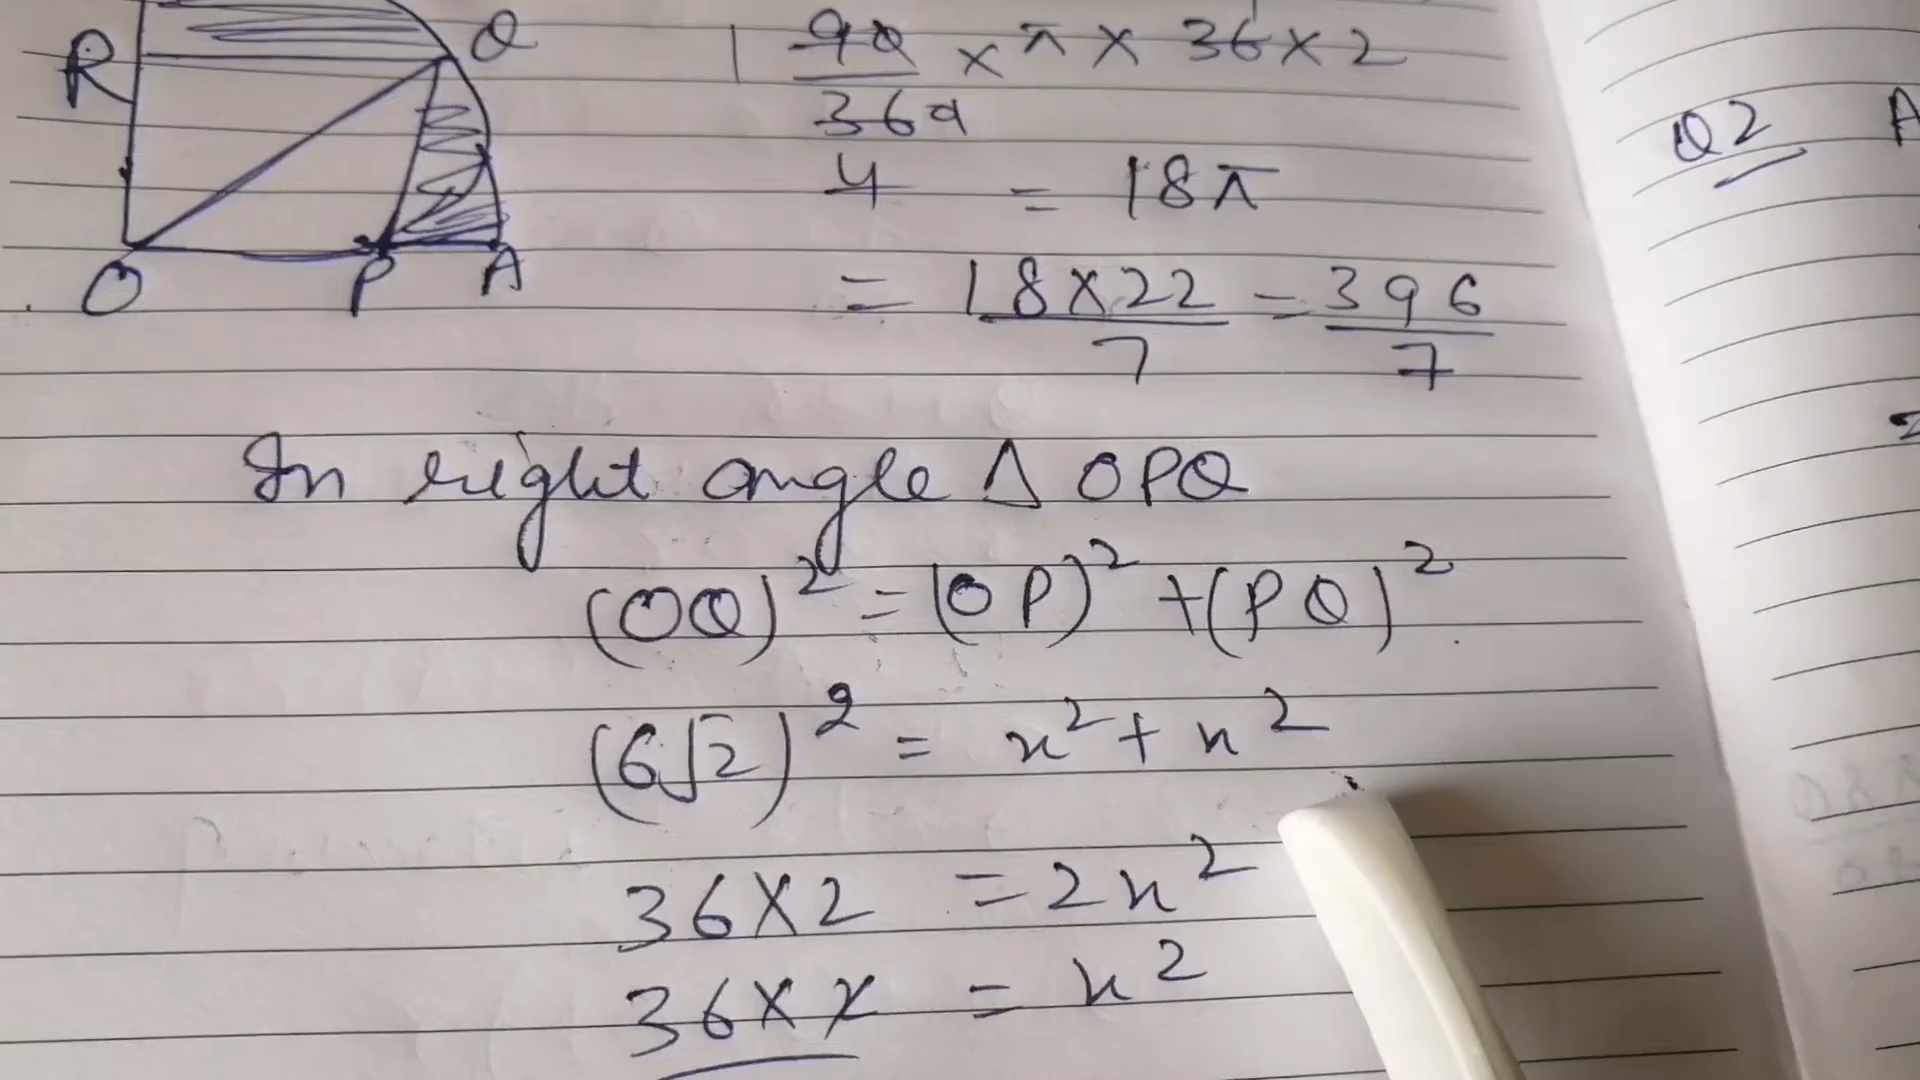 R Q
O P A
90/360 × π × 36 × 2
4 = 18π
= 18×22/7 = 396/7
In right angle Δ OPQ
(OQ)² = (OP)² + (PQ)²
(6√2)² = x² + x²
36×2 = 2x²
36×2 = x²
Q2 A